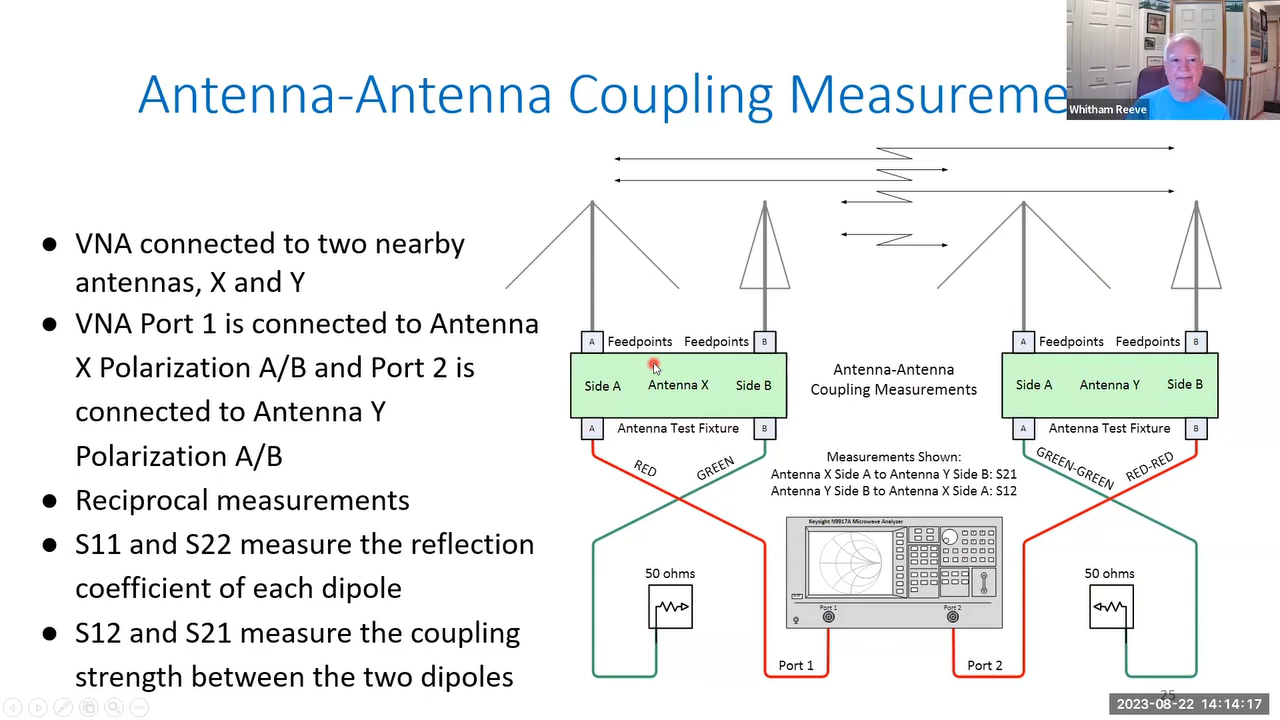 Antenna-Antenna Coupling Measureme
Whitham Reeve
● VNA connected to two nearby
antennas, X and Y
● VNA Port 1 is connected to Antenna
X Polarization A/B and Port 2 is
connected to Antenna Y
Polarization A/B
● Reciprocal measurements
● S11 and S22 measure the reflection
coefficient of each dipole
● S12 and S21 measure the coupling
strength between the two dipoles
A Feedpoints Feedpoints B
Side A Antenna X Side B
A Antenna Test Fixture B
RED GREEN
Antenna-Antenna
Coupling Measurements
A Feedpoints Feedpoints B
Side A Antenna Y Side B
A Antenna Test Fixture B
GREEN-GREEN RED-RED
Measurements Shown:
Antenna X Side A to Antenna Y Side B: S21
Antenna Y Side B to Antenna X Side A: S12
Keysight N9917A Microwave Analyzer
Port 1 Port 2
50 ohms
50 ohms
Port 1
Port 2
25
2023-08-22 14:14:17